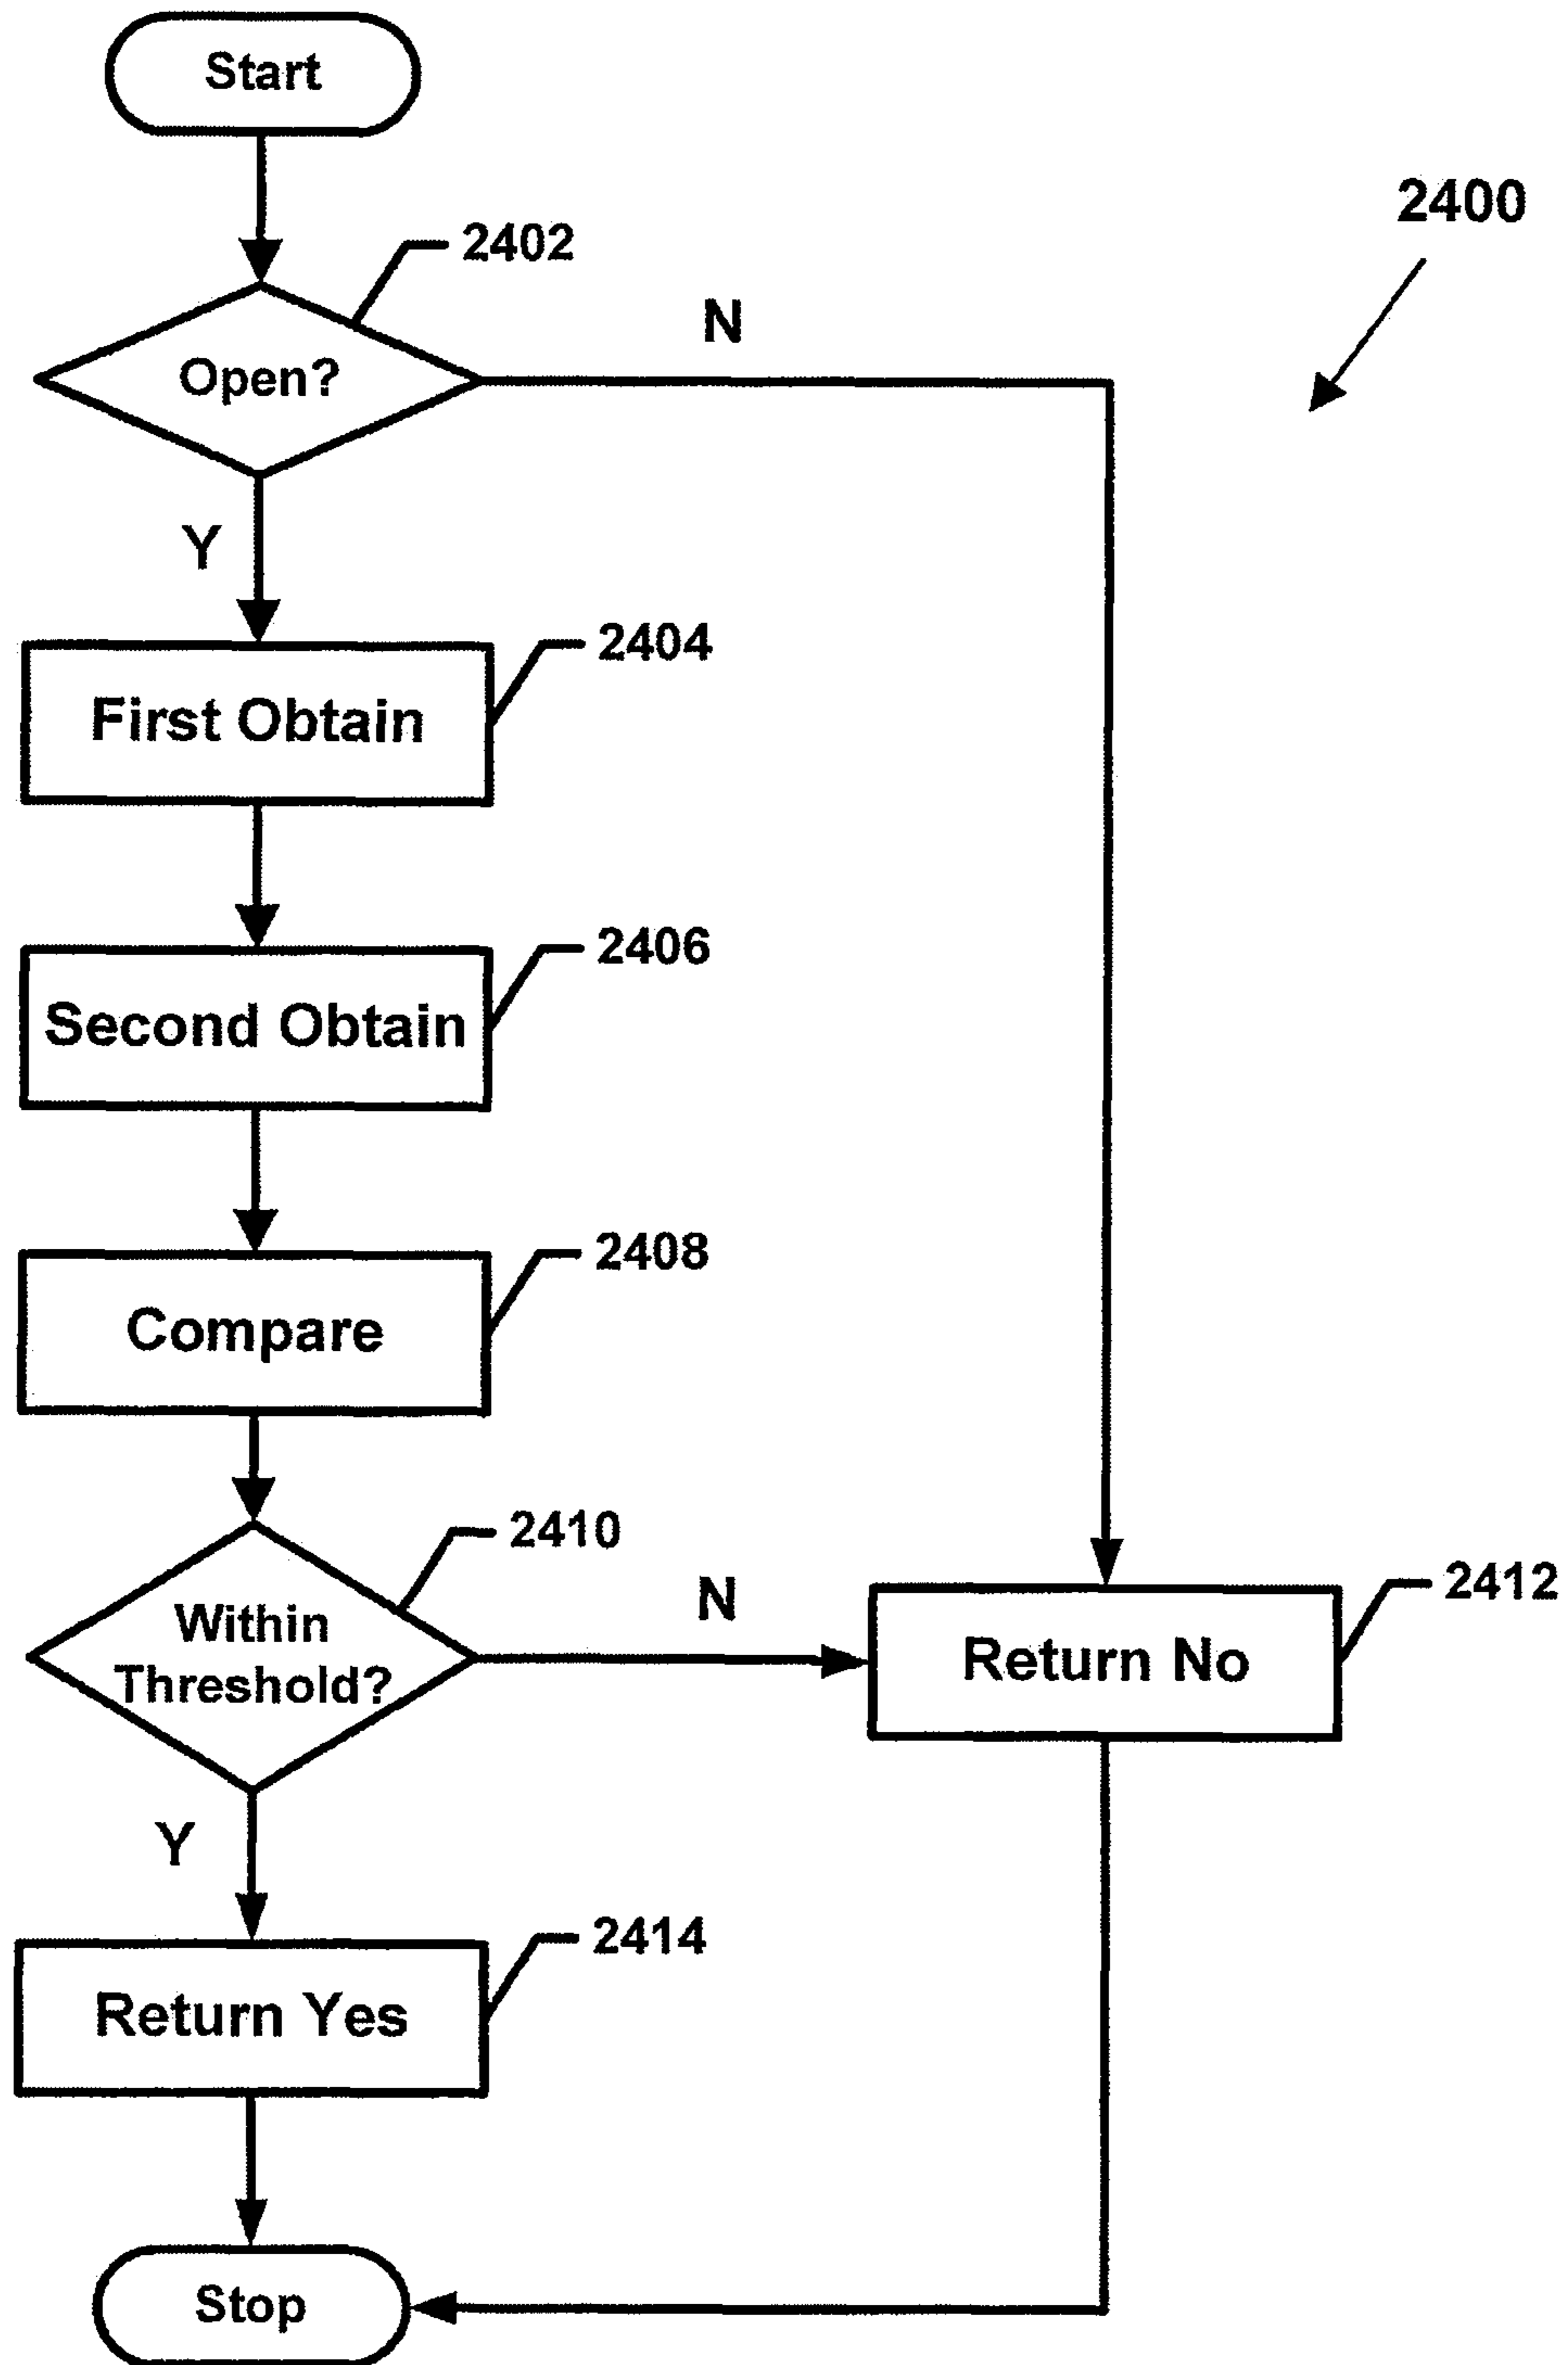 Start
2400
2402
N
Open?
Y
2404
First Obtain
2406
Second Obtain
2408
Compare
2410
N
2412
Within
Threshold?
Return No
Y
2414
Return Yes
Stop